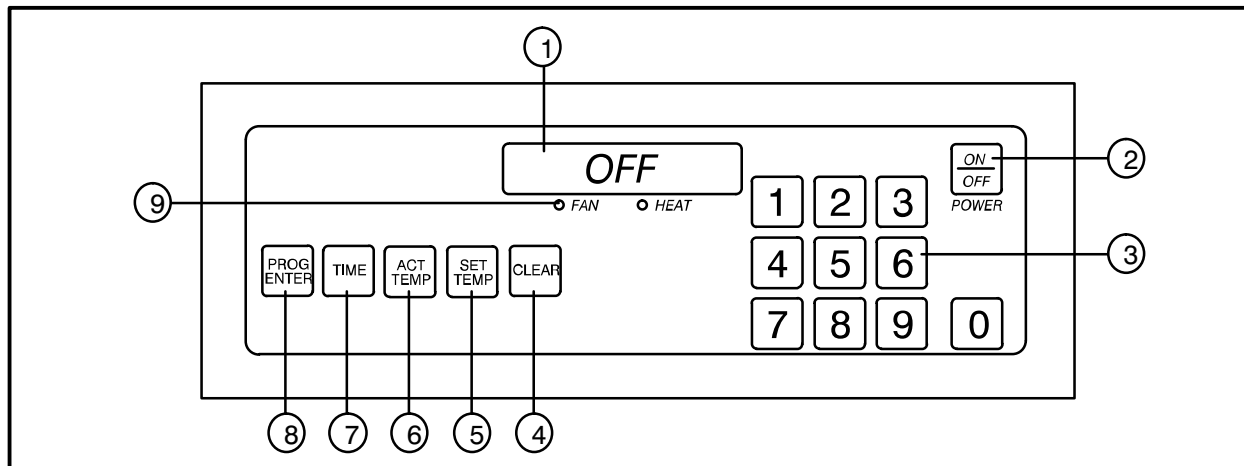 1
OFF
ON
OFF
POWER
2
9
FAN HEAT
1 2 3
4 5 6
3
PROG
ENTER
TIME
ACT
TEMP
SET
TEMP
CLEAR
7 8 9 0
8 7 6 5 4